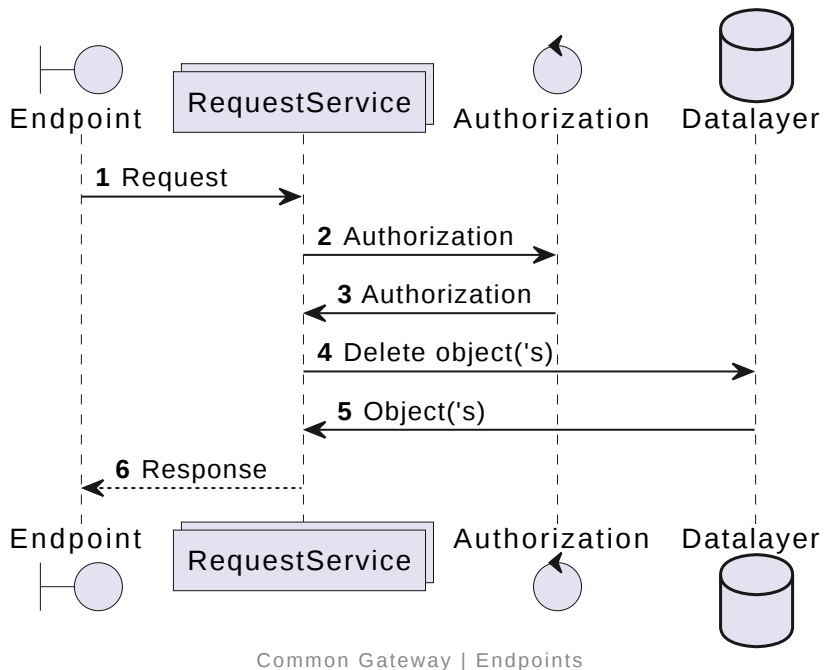 Endpoint RequestService Authorization Datalayer
1 Request
2 Authorization
3 Authorization
4 Delete object('s)
5 Object('s)
6 Response
Endpoint RequestService Authorization Datalayer
Common Gateway | Endpoints